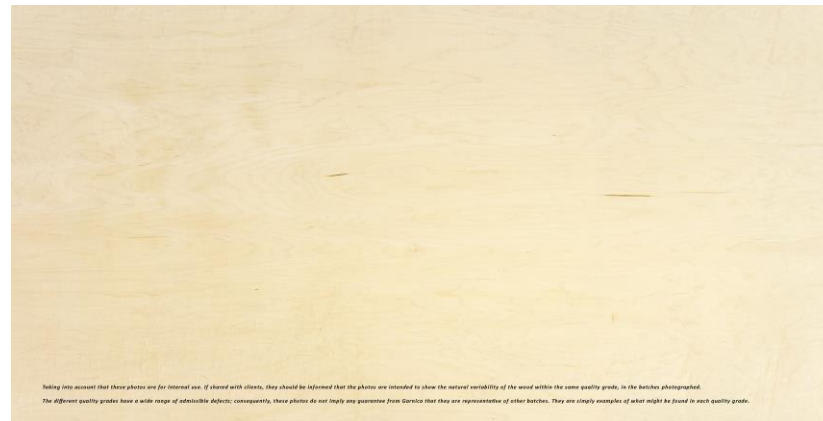 Taking into account that these photos are for internal use. If shared with clients, they should be informed that the photos are intended to show the natural variability of the wood within the same quality grade, in the batches photographed.
The different quality grades have a wide range of admissible defects; consequently, these photos do not imply any guarantee from Garnica that they are representative of other batches. They are simply examples of what might be found in each quality grade.